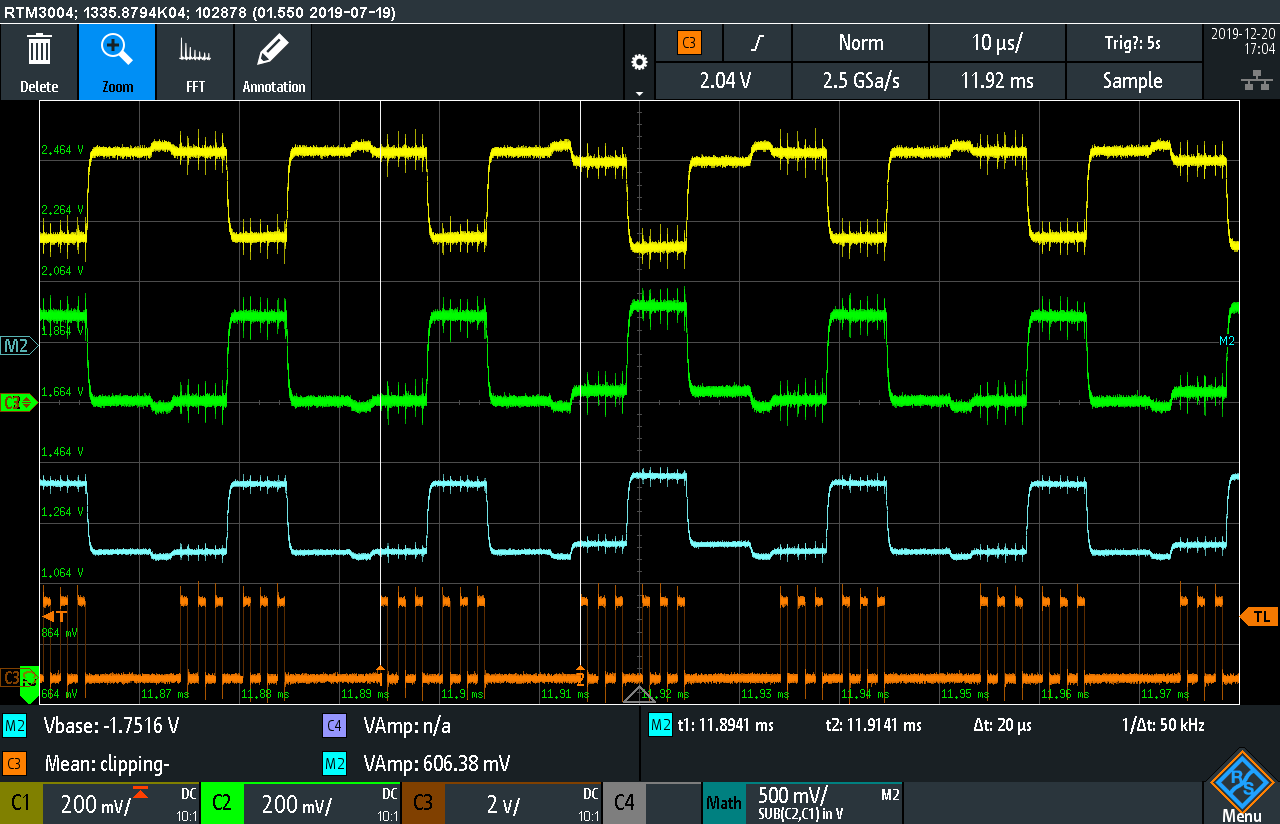 RTM3004; 1335.8794K04; 102878 (01.550 2019-07-19)
Delete
Zoom
FFT
Annotation
C3
Norm
10 µs/
Trig?: 5s
2019-12-20
17:04
2.04 V
2.5 GSa/s
11.92 ms
Sample
2,464 V
2,264 V
2,064 V
1,864 V
M2
M2
1,664 V
1,464 V
1,264 V
1,064 V
T
TL
864 mV
C3
664 mV
11,87 ms
11,88 ms
11,89 ms
11,9 ms
11,91 ms
11,92 ms
11,93 ms
11,94 ms
11,95 ms
11,96 ms
11,97 ms
1
2
M2 Vbase: -1.7516 V
C4 VAmp: n/a
M2 t1: 11.8941 ms t2: 11.9141 ms Δt: 20 µs 1/Δt: 50 kHz
C3 Mean: clipping-
M2 VAmp: 606.38 mV
C1 200 mV/ DC 10:1
C2 200 mV/ DC 10:1
C3 2 V/ DC 10:1
C4
Math 500 mV/ M2
SUB(C2,C1) in V
R&S
Menu